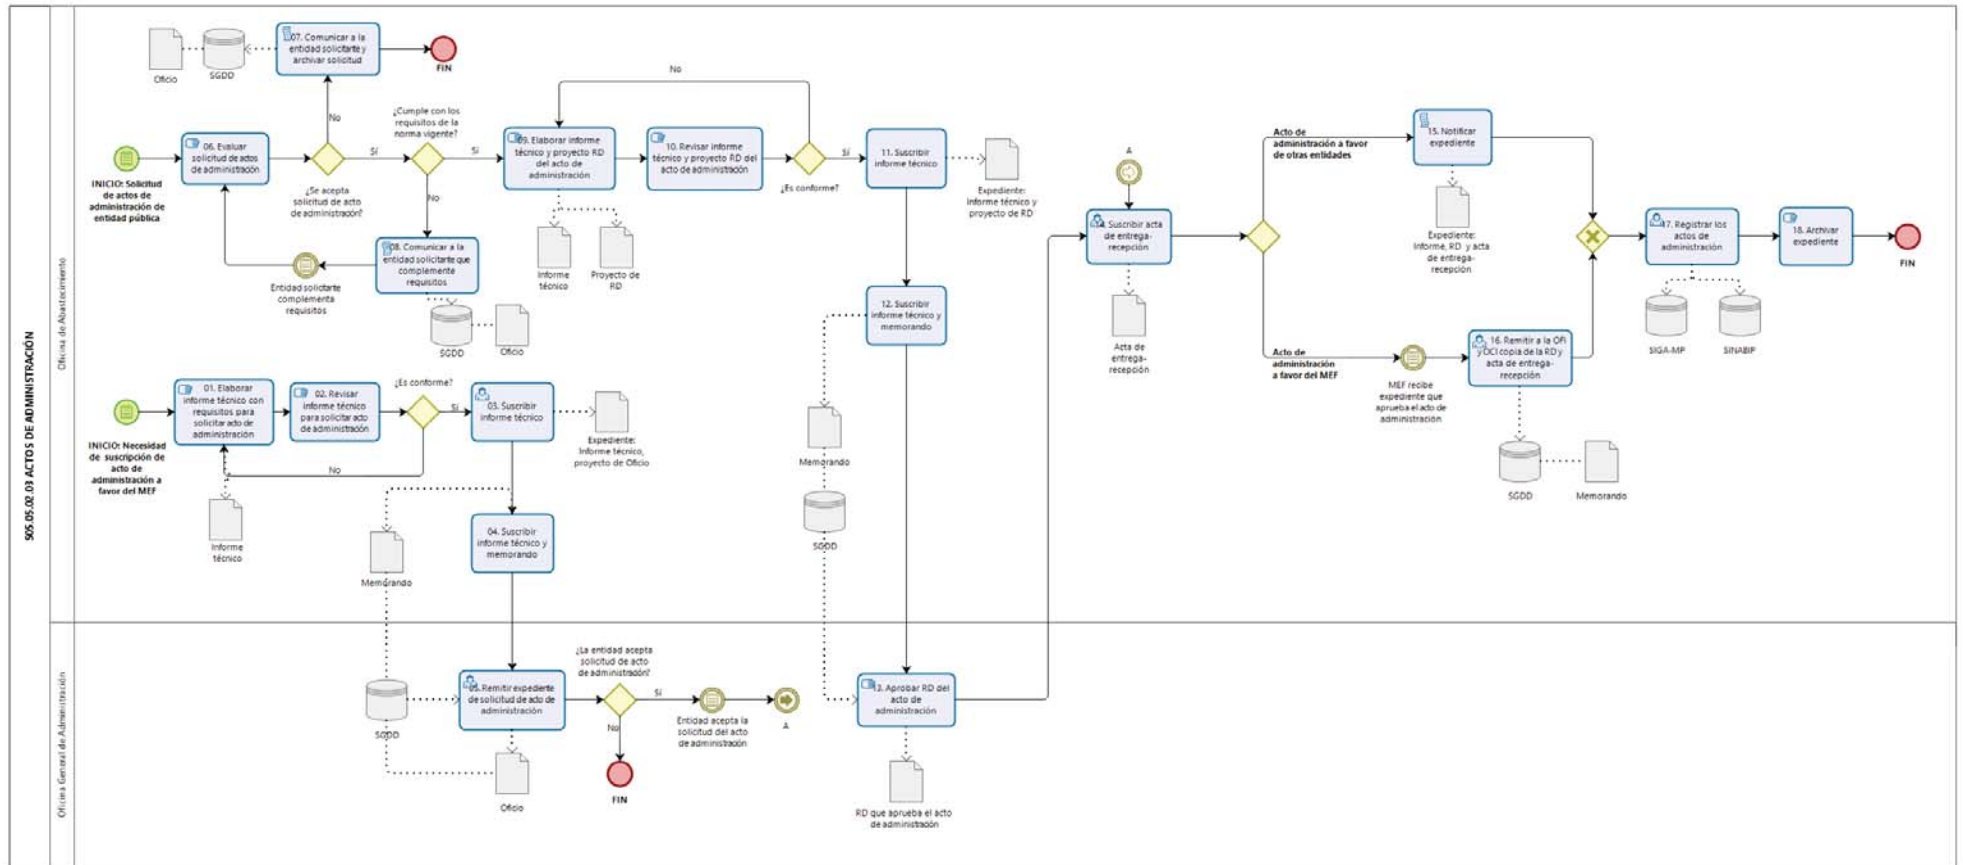 S05.05.02.03 ACTOS DE ADMINISTRACIÓN
Oficina de Abastecimiento
Oficio
SGDD
07. Comunicar a la
entidad solicitante y
archivar solicitud
FIN
INICIO: Solicitud
de actos de
administración de
entidad pública
06. Evaluar
solicitud de actos
de administración
No
Sí
¿Se acepta
solicitud de acto
de administración?
¿Cumple con los
requisitos de la
norma vigente?
Sí
No
08. Comunicar a la
entidad solicitante que
complemente
requisitos
Entidad solicitante
complementa
requisitos
SGDD
Oficio
No
09. Elaborar informe
técnico y proyecto RD
del acto de
administración
Informe
técnico
Proyecto de
RD
10. Revisar informe
técnico y proyecto RD del
acto de administración
¿Es conforme?
Sí
11. Suscribir
informe técnico
Expediente:
Informe técnico y
proyecto de RD
12. Suscribir
informe técnico y
memorando
Memorando
SGDD
INICIO: Necesidad
de suscripción de
acto de
administración a
favor del MEF
01. Elaborar
informe técnico con
requisitos para
solicitar acto de
administración
Informe
técnico
02. Revisar
informe técnico
para solicitar acto
de administración
¿Es conforme?
Sí
No
03. Suscribir
informe técnico
Expediente:
Informe técnico,
proyecto de Oficio
04. Suscribir
informe técnico y
memorando
Memorando
A
Suscribir acta
de entrega-
recepción
Acta de
entrega-
recepción
Acto de
administración a favor
de otras entidades
15. Notificar
expediente
Expediente:
Informe, RD y acta
de entrega-
recepción
Acto de
administración
a favor del MEF
MEF recibe
expediente que
aprueba el acto de
administración
16. Remitir a la OFI
y OCI copia de la RD y
acta de entrega-
recepción
SGDD
Memorando
17. Registrar los
actos de
administración
SIGA-MP
SINABIP
18. Archivar
expediente
FIN
Oficina General de Administración
SGDD
05. Remitir expediente
de solicitud de acto de
administración
Oficio
¿La entidad acepta
solicitud de acto
de administración?
Sí
No
FIN
Entidad acepta la
solicitud del acto
de administración
A
13. Aprobar RD del
acto de
administración
RD que aprueba el acto
de administración